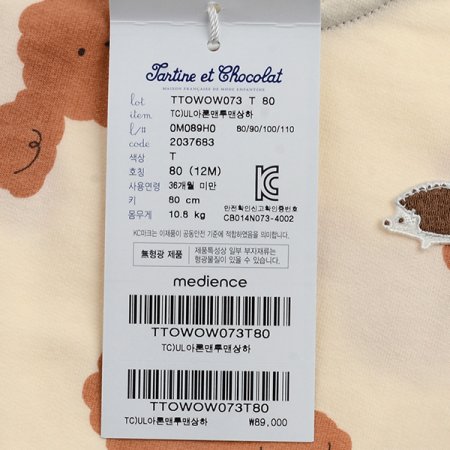 Tartine et Chocolat
MAISON FRANÇAISE DE MODE ENFANTINE
lot TTOWOW073 T 80
item TC)UL아론맨투맨상하
l/# 0M089H0 80/90/100/110
code 2037683
색상 T
호칭 80 (12M)
사용연령 36개월 미만
키 80 cm
몸무게 10.8 kg
안전확인신고확인증번호
CB014N073-4002
KC마크는 이제품이 공통안전 기준에 적합하였음을 의미합니다.
無형광 제품
제품특성상 일부 부자재류는
형광물질이 있을 수 있습니다
medience
TTOWOW073T80
TC)UL아론맨투맨상하
TTOWOW073T80
TC)UL아론맨투맨상하 ₩89,000